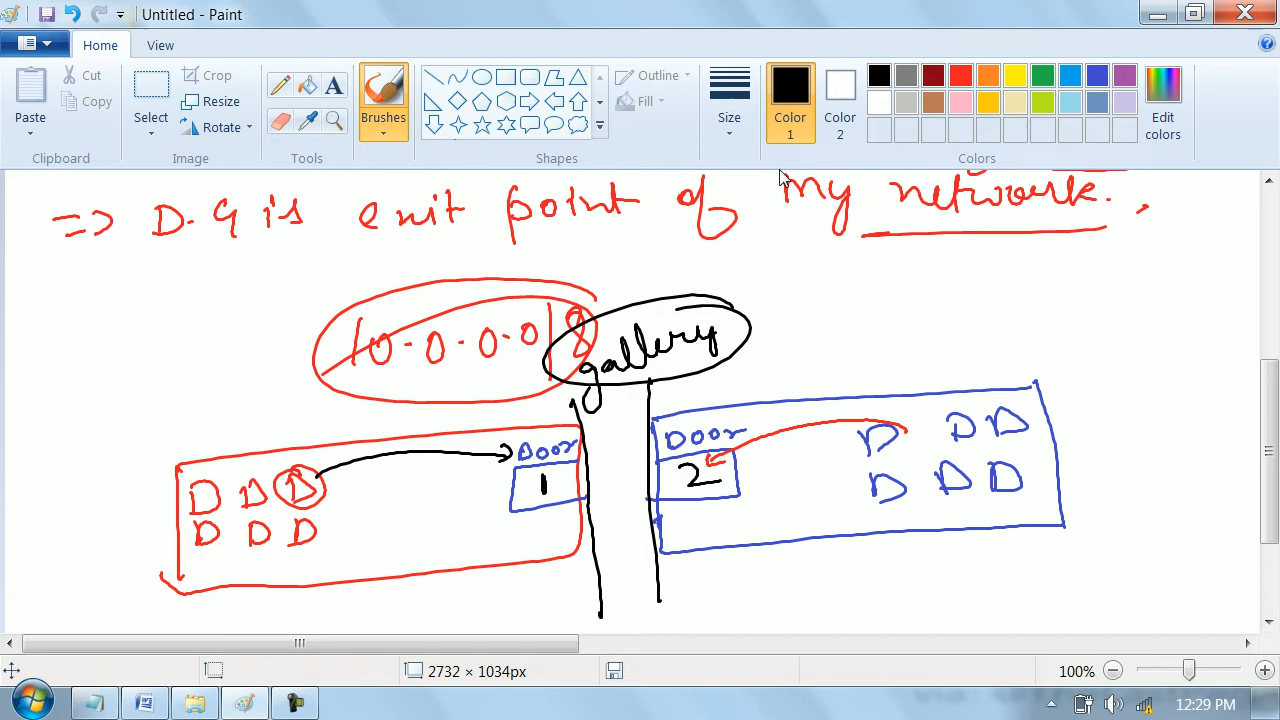 Untitled - Paint
Home View
Paste
Cut
Copy
Clipboard
Select
Crop
Resize
Rotate
Image
A
Tools
Brushes
Outline
Fill
Shapes
Size
Color 1
Color 2
Edit colors
Colors
=> D.G is exit point of my network.
10.0.0.0/8
gallery
Door
1
Door
2
D D D
D D D
D D D
D D D
2732 × 1034px
100%
12:29 PM